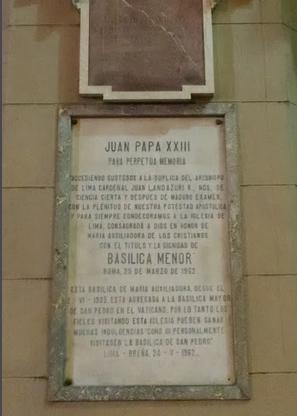 JUAN PAPA XXIII
PARA PERPETUA MEMORIA
ACCEDIENDO GUSTOSOS A LA SUPLICA DEL ARZOBISPO
DE LIMA CARDENAL JUAN LANDAZURI R., NOS, DE
CIENCIA CIERTA Y DESPUES DE MADURO EXAMEN,
CON LA PLENITUD DE NUESTRA POTESTAD APOSTOLICA
Y PARA SIEMPRE CONDECORAMOS A LA IGLESIA DE
LIMA, CONSAGRADA A DIOS EN HONOR DE
MARIA AUXILIADORA DE LOS CRISTIANOS
CON EL TITULO Y LA DIGNIDAD DE
BASILICA MENOR
ROMA, DE MARZO DE 1962
ESTA BASILICA DE MARIA AUXILIADORA, DESDE EL
ESTA AGREGADA A LA BASILICA MAYOR
DE SAN PEDRO EN EL VATICANO. POR LO TANTO LOS
FIELES VISITANDO ESTA IGLESIA PUEDEN GANAR
MUCHAS INDULGENCIAS "COMO SI PERSONALMENTE
VISITASEN LA BASILICA DE SAN PEDRO"
LIMA - BREÑA, 24 - V - 1962